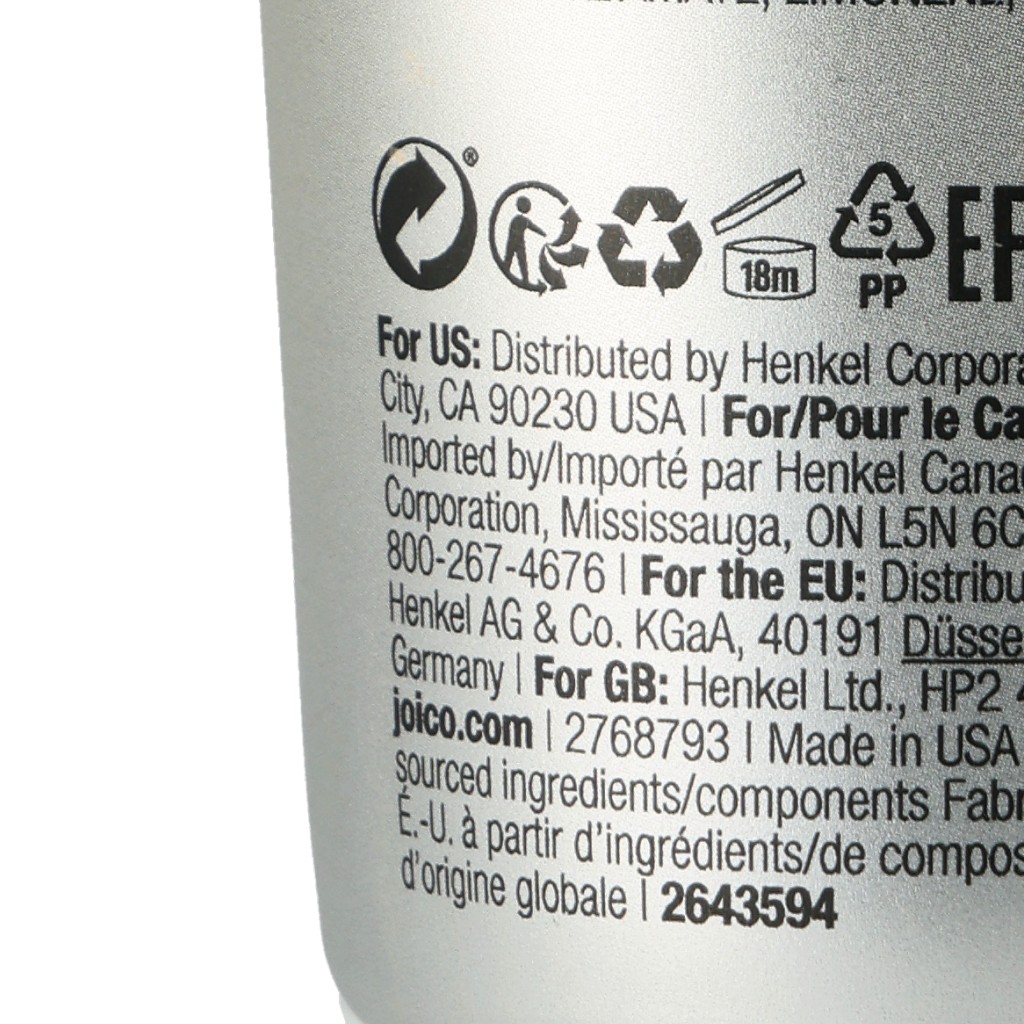 LIMONENE,
®
18m
5
PP
For US: Distributed by Henkel Corpora
City, CA 90230 USA | For/Pour le Ca
Imported by/Importé par Henkel Cana
Corporation, Mississauga, ON L5N 6C
800-267-4676 | For the EU: Distribu
Henkel AG & Co. KGaA, 40191 Düsse
Germany | For GB: Henkel Ltd., HP2 4
joico.com | 2768793 | Made in USA
sourced ingredients/components Fabr
É.-U. à partir d'ingrédients/de compos
d'origine globale | 2643594